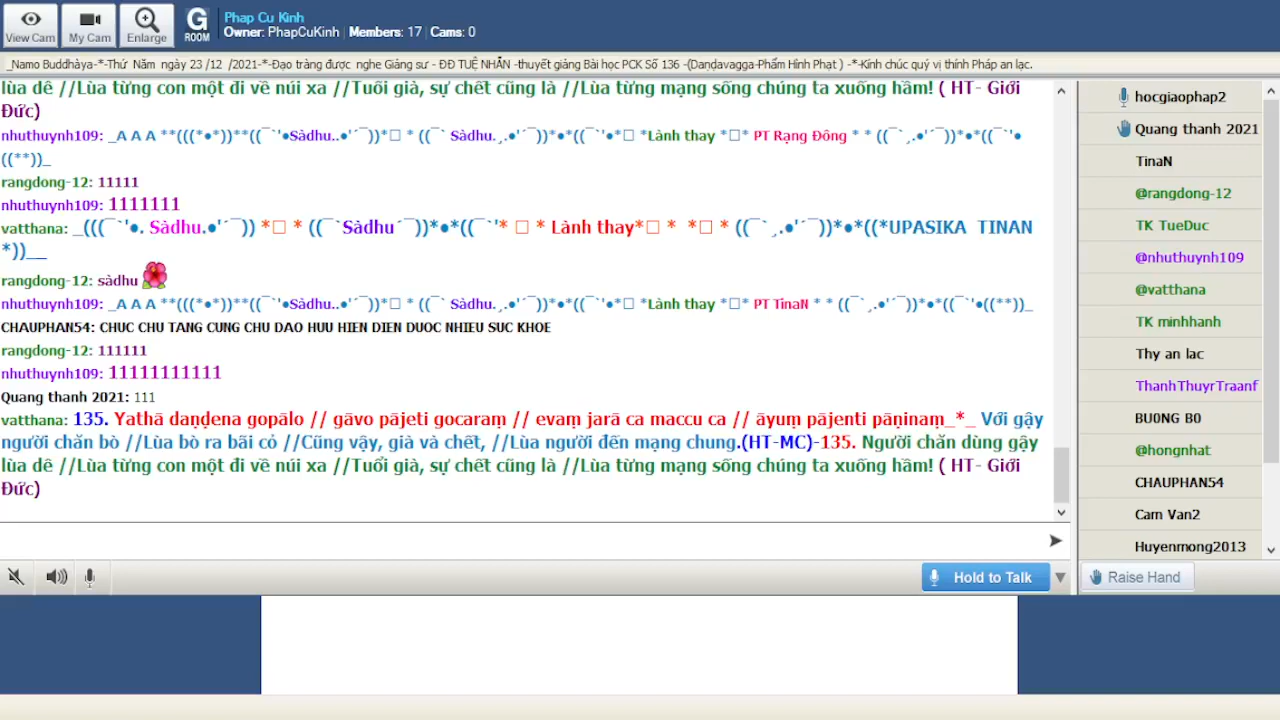 View Cam
My Cam
Enlarge
G
ROOM
Phap Cu Kinh
Owner: PhapCuKinh | Members: 17 | Cams: 0
_Namo Buddhàya-*-Thứ Năm ngày 23 /12 /2021-*-Đạo tràng được nghe Giảng sư - ĐĐ TUỆ NHẪN -thuyết giảng Bài học PCK Số 136 -(Daṇḍavagga-Phẩm Hình Phạt ) -*-Kính chúc quý vị thính Pháp an lạc.
lùa dê //Lùa từng con một đi về núi xa //Tuổi già, sự chết cũng là //Lùa từng mạng sống chúng ta xuống hầm! ( HT- Giới
Đức)
nhuthuynh109: _A A A **(((*●*))**((¯`'●Sàdhu..●'´¯))*□ * ((¯` Sàdhu.¸.●'´¯))*●*((¯`'●*□ *Lành thay *□* PT Rạng Đông * * ((¯`¸.●'´¯))*●*((¯`'●
((**))_
rangdong-12: 11111
nhuthuynh109: 1111111
vatthana: _(((¯`'●. Sàdhu.●'´¯)) *□ * ((¯`Sàdhu´¯))*●*((¯`'* □ * Lành thay*□ * *□ * ((¯`¸.●'´¯))*●*((*UPASIKA TINAN
*))__
rangdong-12: sàdhu
nhuthuynh109: _A A A **(((*●*))**((¯`'●Sàdhu..●'´¯))*□ * ((¯` Sàdhu.¸.●'´¯))*●*((¯`'●*□ *Lành thay *□* PT TinaN * * ((¯`¸.●'´¯))*●*((¯`'●((**))_
CHAUPHAN54: CHUC CHU TANG CUNG CHU DAO HUU HIEN DIEN DUOC NHIEU SUC KHOE
rangdong-12: 111111
nhuthuynh109: 11111111111
Quang thanh 2021: 111
vatthana: 135. Yathā daṇḍena gopālo // gāvo pājeti gocaraṃ // evaṃ jarā ca maccu ca // āyuṃ pājenti pāṇinaṃ_*_ Với gậy
người chăn bò //Lùa bò ra bãi cỏ //Cũng vậy, già và chết, //Lùa người đến mạng chung.(HT-MC)-135. Người chăn dùng gậy
lùa dê //Lùa từng con một đi về núi xa //Tuổi già, sự chết cũng là //Lùa từng mạng sống chúng ta xuống hầm! ( HT- Giới
Đức)
hocgiaophap2
Quang thanh 2021
TinaN
@rangdong-12
TK TueDuc
@nhuthuynh109
@vatthana
TK minhhanh
Thy an lac
ThanhThuyrTraanf
BU0NG B0
@hongnhat
CHAUPHAN54
Cam Van2
Huyenmong2013
Hold to Talk
Raise Hand